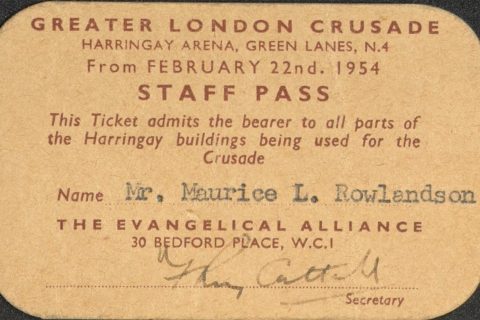 GREATER LONDON CRUSADE
HARRINGAY ARENA, GREEN LANES, N.4
From FEBRUARY 22nd. 1954
STAFF PASS
This Ticket admits the bearer to all parts of
the Harringay buildings being used for the
Crusade
Name Mr. Maurice L. Rowlandson
THE EVANGELICAL ALLIANCE
30 BEDFORD PLACE, W.C.1
Secretary